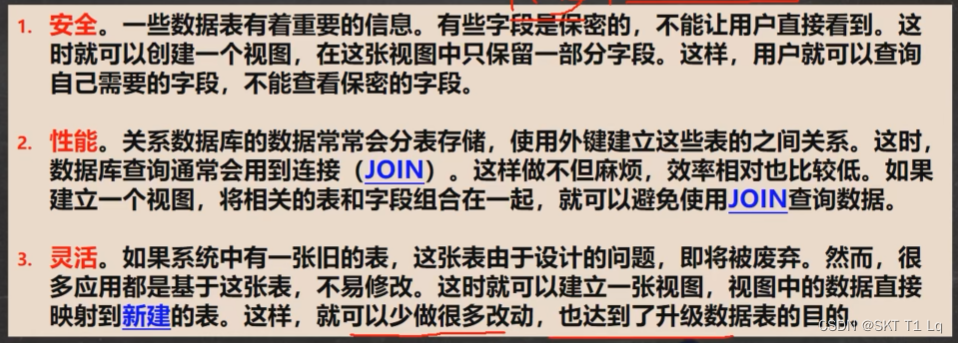 1. 安全。一些数据表有着重要的信息。有些字段是保密的，不能让用户直接看到。这
时就可以创建一个视图，在这张视图中只保留一部分字段。这样，用户就可以查询
自己需要的字段，不能查看保密的字段。
2. 性能。关系数据库的数据常常会分表存储，使用外键建立这些表的之间关系。这时，
数据库查询通常会用到连接（JOIN）。这样做不但麻烦，效率相对也比较低。如果
建立一个视图，将相关的表和字段组合在一起，就可以避免使用JOIN查询数据。
3. 灵活。如果系统中有一张旧的表，这张表由于设计的问题，即将被废弃。然而，很
多应用都是基于这张表，不易修改。这时就可以建立一张视图，视图中的数据直接
映射到新建的表。这样，就可以少做很多改动，也达到了升级数据表的目的。
CSDN @SKT T1 Lq